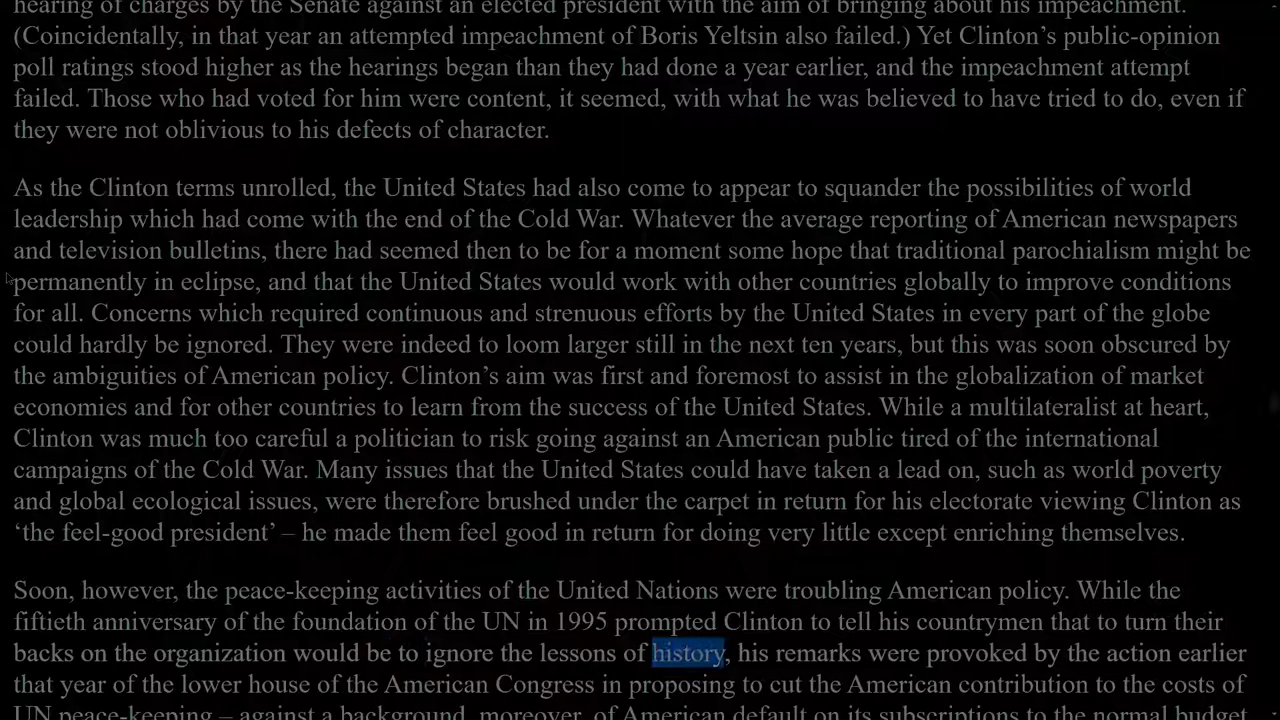 hearing of charges by the Senate against an elected president with the aim of bringing about his impeachment.
(Coincidentally, in that year an attempted impeachment of Boris Yeltsin also failed.) Yet Clinton’s public-opinion
poll ratings stood higher as the hearings began than they had done a year earlier, and the impeachment attempt
failed. Those who had voted for him were content, it seemed, with what he was believed to have tried to do, even if
they were not oblivious to his defects of character.
As the Clinton terms unrolled, the United States had also come to appear to squander the possibilities of world
leadership which had come with the end of the Cold War. Whatever the average reporting of American newspapers
and television bulletins, there had seemed then to be for a moment some hope that traditional parochialism might be
permanently in eclipse, and that the United States would work with other countries globally to improve conditions
for all. Concerns which required continuous and strenuous efforts by the United States in every part of the globe
could hardly be ignored. They were indeed to loom larger still in the next ten years, but this was soon obscured by
the ambiguities of American policy. Clinton’s aim was first and foremost to assist in the globalization of market
economies and for other countries to learn from the success of the United States. While a multilateralist at heart,
Clinton was much too careful a politician to risk going against an American public tired of the international
campaigns of the Cold War. Many issues that the United States could have taken a lead on, such as world poverty
and global ecological issues, were therefore brushed under the carpet in return for his electorate viewing Clinton as
‘the feel-good president’ – he made them feel good in return for doing very little except enriching themselves.
Soon, however, the peace-keeping activities of the United Nations were troubling American policy. While the
fiftieth anniversary of the foundation of the UN in 1995 prompted Clinton to tell his countrymen that to turn their
backs on the organization would be to ignore the lessons of history, his remarks were provoked by the action earlier
that year of the lower house of the American Congress in proposing to cut the American contribution to the costs of
UN peace-keeping – against a background, moreover, of American default on its subscriptions to the normal budget